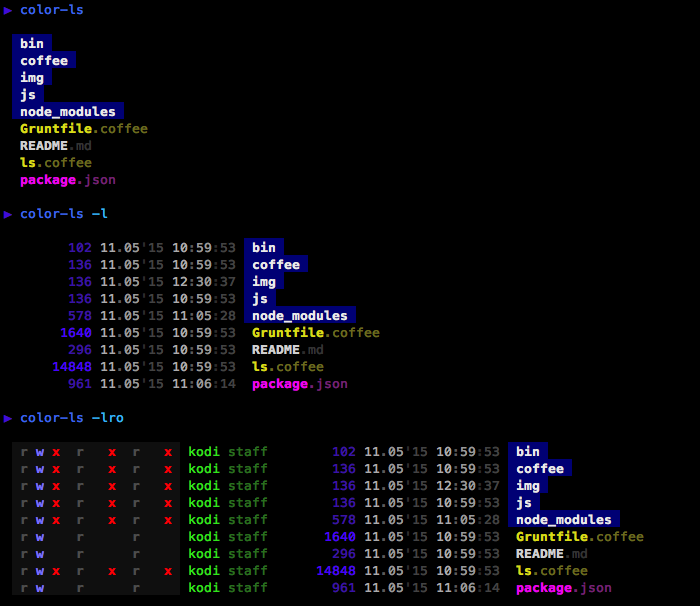 ▶ color-ls
bin
coffee
img
js
node_modules
Gruntfile.coffee
README.md
ls.coffee
package.json
▶ color-ls -l
102 11.05'15 10:59:53 bin
136 11.05'15 10:59:53 coffee
136 11.05'15 12:30:37 img
136 11.05'15 10:59:53 js
578 11.05'15 11:05:28 node_modules
1640 11.05'15 10:59:53 Gruntfile.coffee
296 11.05'15 10:59:53 README.md
14848 11.05'15 10:59:53 ls.coffee
961 11.05'15 11:06:14 package.json
▶ color-ls -lro
r w x r x r x kodi staff 102 11.05'15 10:59:53 bin
r w x r x r x kodi staff 136 11.05'15 10:59:53 coffee
r w x r x r x kodi staff 136 11.05'15 12:30:37 img
r w x r x r x kodi staff 136 11.05'15 10:59:53 js
r w x r x r x kodi staff 578 11.05'15 11:05:28 node_modules
r w r r kodi staff 1640 11.05'15 10:59:53 Gruntfile.coffee
r w r r kodi staff 296 11.05'15 10:59:53 README.md
r w x r x r x kodi staff 14848 11.05'15 10:59:53 ls.coffee
r w r r kodi staff 961 11.05'15 11:06:14 package.json